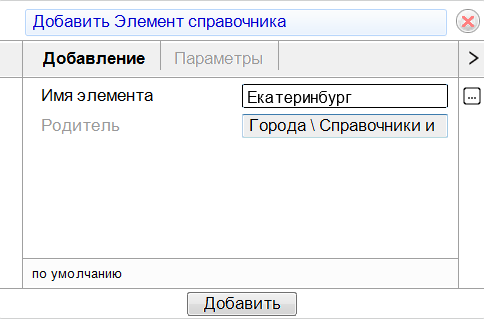 Добавить Элемент справочника
Добавление Параметры
Имя элемента Екатеринбург
Родитель Города \ Справочники и
по умолчанию
Добавить